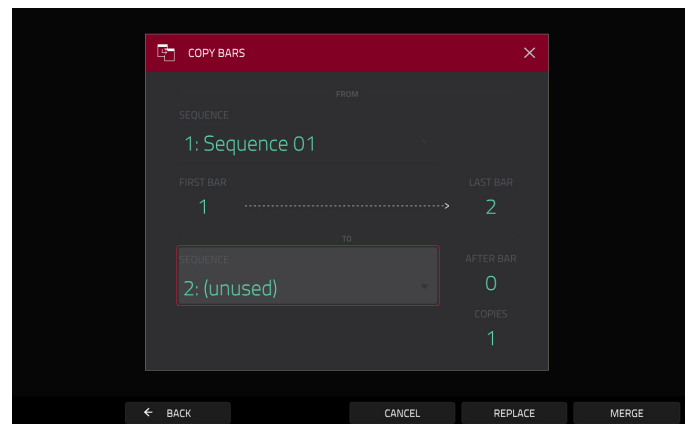 COPY BARS
FROM
SEQUENCE
1: Sequence 01
FIRST BAR
LAST BAR
1
2
TO
SEQUENCE
AFTER BAR
2: (unused)
0
COPIES
1
BACK
CANCEL
REPLACE
MERGE